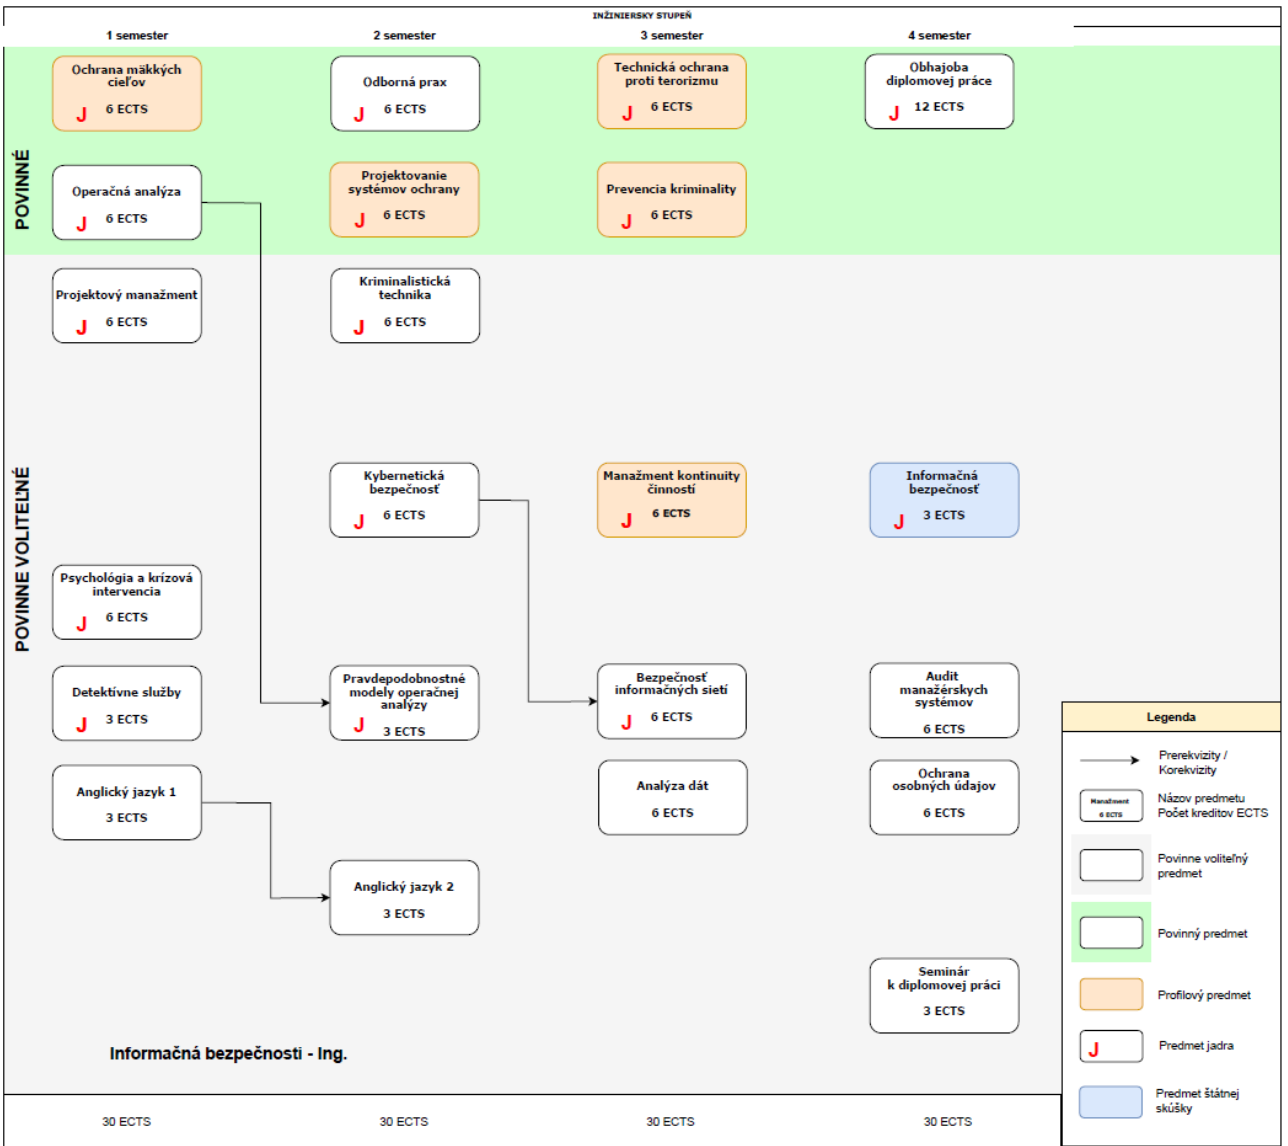 INŽINIERSKY STUPEŇ
1 semester
2 semester
3 semester
4 semester
POVINNÉ
Ochrana mäkkých
cieľov
J 6 ECTS
Odborná prax
J 6 ECTS
Technická ochrana
proti terorizmu
J 6 ECTS
Obhajoba
diplomovej práce
J 12 ECTS
Operačná analýza
J 6 ECTS
Projektovanie
systémov ochrany
J 6 ECTS
Prevencia kriminality
J 6 ECTS
POVINNE VOLITEĽNÉ
Projektový manažment
J 6 ECTS
Kriminalistická
technika
J 6 ECTS
Kybernetická
bezpečnosť
J 6 ECTS
Manažment kontinuity
činností
J 6 ECTS
Informačná
bezpečnosť
J 3 ECTS
Psychológia a krízová
intervencia
J 6 ECTS
Detektívne služby
J 3 ECTS
Pravdepodobnostné
modely operačnej
analýzy
J 3 ECTS
Bezpečnosť
informačných sietí
J 6 ECTS
Audit
manažérskych
systémov
6 ECTS
Anglický jazyk 1
3 ECTS
Analýza dát
6 ECTS
Ochrana
osobných údajov
6 ECTS
Anglický jazyk 2
3 ECTS
Seminár
k diplomovej práci
3 ECTS
Informačná bezpečnosti - Ing.
30 ECTS
30 ECTS
30 ECTS
30 ECTS
Legenda
Prerekvizity /
Korekvizity
Manažment
6 ECTS
Názov predmetu
Počet kreditov ECTS
Povinne voliteľný
predmet
Povinný predmet
Profilový predmet
J
Predmet jadra
Predmet štátnej
skúšky